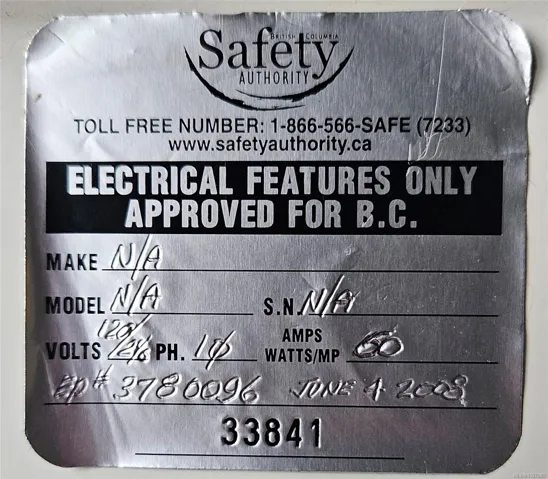 BRITISH COLUMBIA
Safety
AUTHORITY
TOLL FREE NUMBER: 1-866-566-SAFE (7233)
www.safetyauthority.ca
ELECTRICAL FEATURES ONLY
APPROVED FOR B.C.
MAKE N/A
MODEL N/A S.N. N/A
VOLTS 120/240 PH. 1Ø AMPS WATTS/MP 60
EP# 3780096 JUNE 4 2008
33841